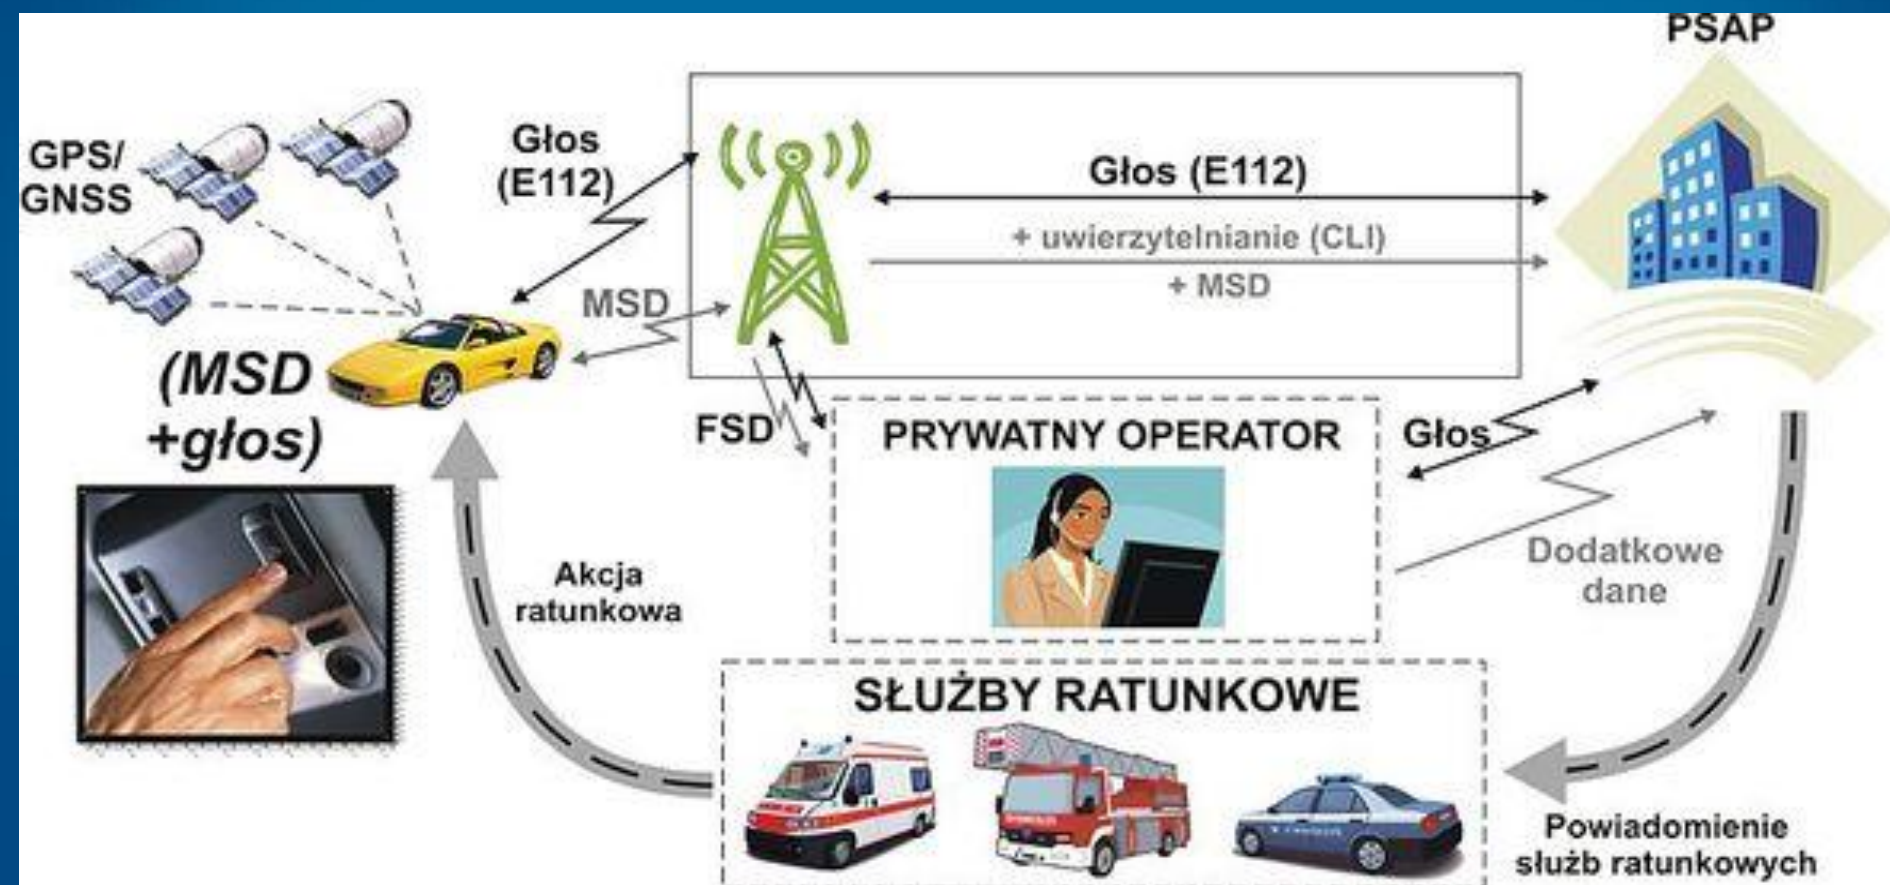 PSAP
GPS/
GNSS
Głos
(E112)
Głos (E112)
+ uwierzytelnianie (CLI)
+ MSD
MSD
(MSD
+głos)
FSD
PRYWATNY OPERATOR
Głos
Dodatkowe
dane
Akcja
ratunkowa
SŁUŻBY RATUNKOWE
Powiadomienie
służb ratunkowych